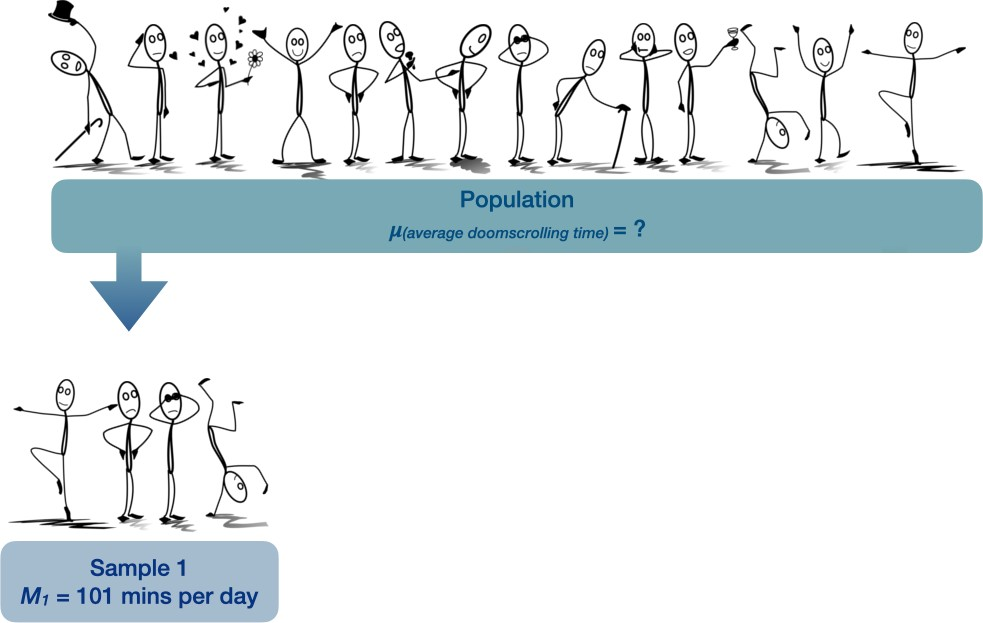 Population
μ(average doomscrolling time) = ?
Sample 1
M₁ = 101 mins per day